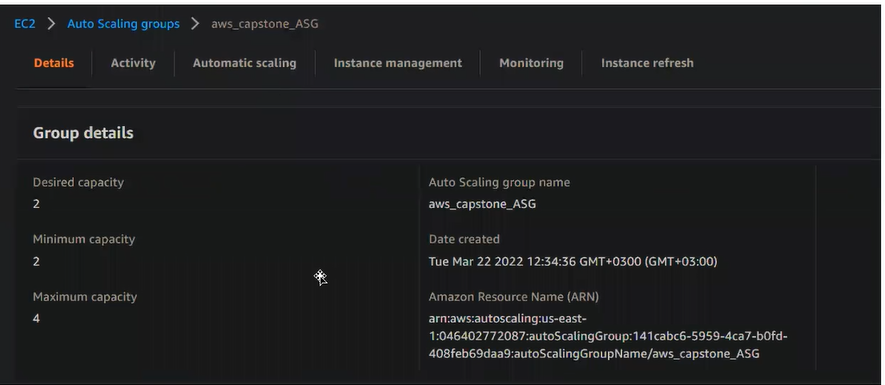 EC2 > Auto Scaling groups > aws_capstone_ASG
Details Activity Automatic scaling Instance management Monitoring Instance refresh
Group details
Desired capacity
2
Minimum capacity
2
Maximum capacity
4
Auto Scaling group name
aws_capstone_ASG
Date created
Tue Mar 22 2022 12:34:36 GMT+0300 (GMT+03:00)
Amazon Resource Name (ARN)
arn:aws:autoscaling:us-east-
1:046402772087:autoScalingGroup:141cabc6-5959-4ca7-b0fd-
408feb69daa9:autoScalingGroupName/aws_capstone_ASG